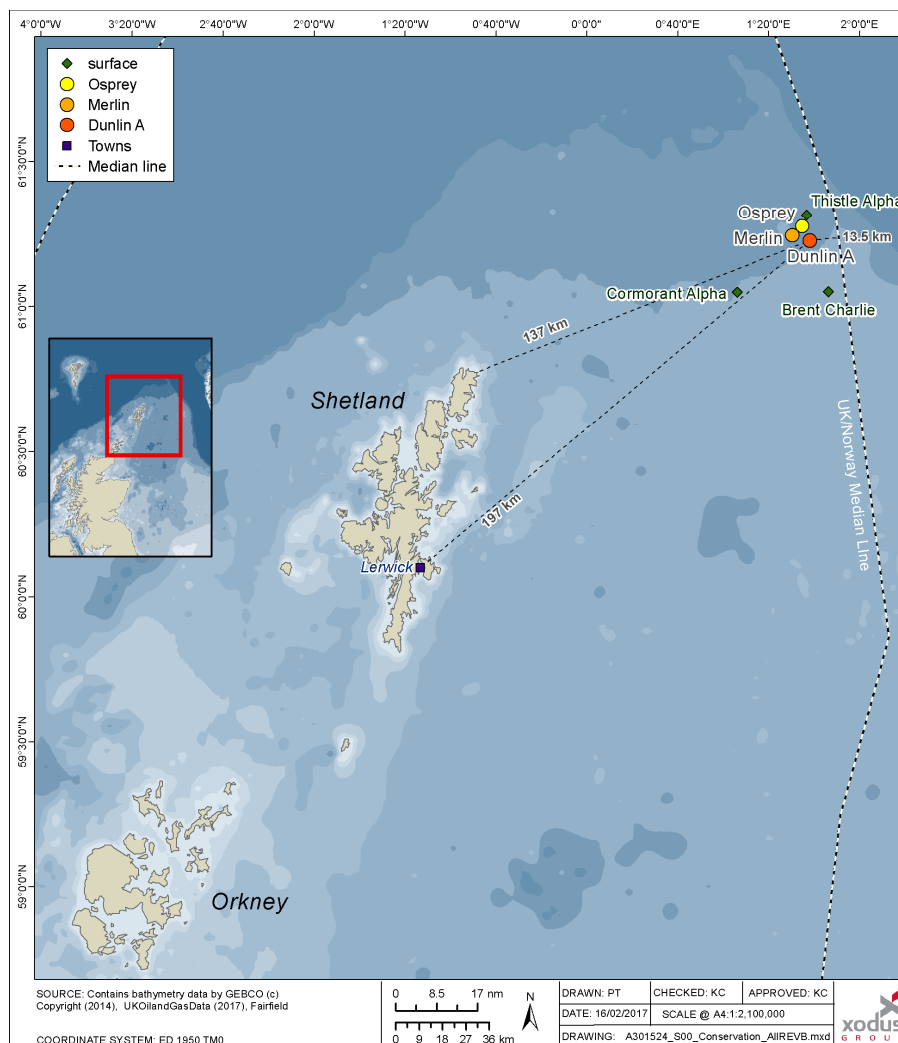 4°0'0"W 3°20'0"W 2°40'0"W 2°0'0"W 1°20'0"W 0°40'0"W 0°0'0" 0°40'0"E 1°20'0"E 2°0'0"E
surface
Osprey
Merlin
Dunlin A
Towns
Median line
61°30'0"N
61°0'0"N
60°30'0"N
60°0'0"N
59°30'0"N
59°0'0"N
Thistle Alpha
Osprey
Merlin
13.5 km
Dunlin A
Cormorant Alpha
Brent Charlie
137 km
Shetland
UK/Norway Median LIne
197 km
Lerwick
Orkney
SOURCE: Contains bathymetry data by GEBCO (c)
Copyright (2014), UKOilandGasData (2017), Fairfield
COORDINATE SYSTEM: ED 1950 TM0
0 8.5 17 nm
0 9 18 27 36 km
N
DRAWN: PT CHECKED: KC APPROVED: KC
DATE: 16/02/2017 SCALE @ A4:1:2,100,000
DRAWING: A301524_S00_Conservation_AllREVB.mxd
xodus
GROUP